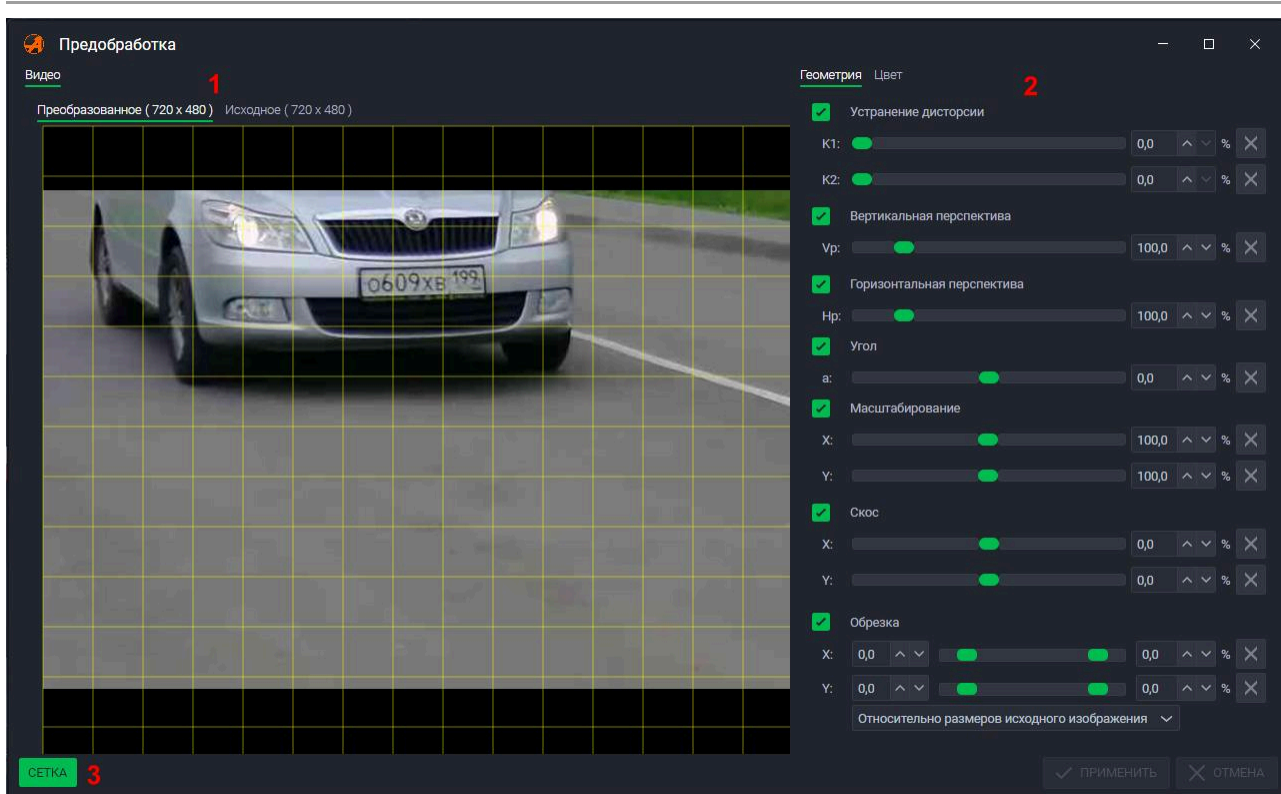 Предобработка
Видео
1
Преобразованное ( 720 x 480 ) Исходное ( 720 x 480 )
о609хв 199
СЕТКА 3
Геометрия Цвет
2
Устранение дисторсии
K1: 0,0 %
K2: 0,0 %
Вертикальная перспектива
Vp: 100,0 %
Горизонтальная перспектива
Hp: 100,0 %
Угол
a: 0,0 %
Масштабирование
X: 100,0 %
Y: 100,0 %
Скос
X: 0,0 %
Y: 0,0 %
Обрезка
X: 0,0 0,0 %
Y: 0,0 0,0 %
Относительно размеров исходного изображения
ПРИМЕНИТЬ ОТМЕНА